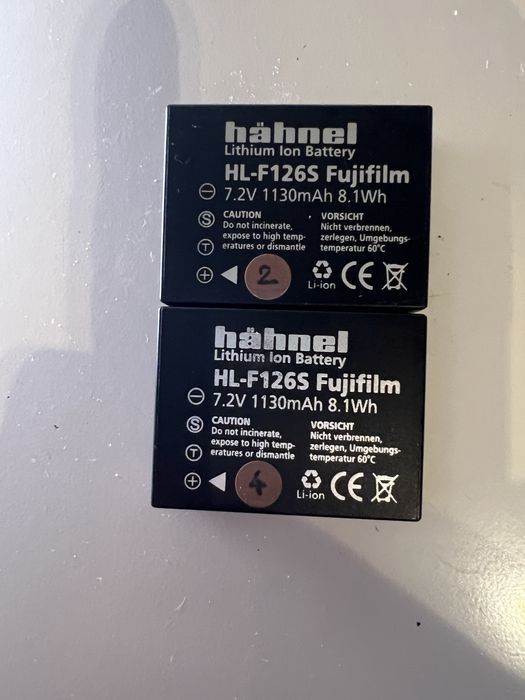 hähnel
Lithium Ion Battery
HL-F126S Fujifilm
7.2V 1130mAh 8.1Wh
CAUTION
Do not incinerate,
expose to high temp-
eratures or dismantle
VORSICHT
Nicht verbrennen,
zerlegen, Umgebungs-
temperatur 60°C
S
T
2
Li-ion
CE
hähnel
Lithium Ion Battery
HL-F126S Fujifilm
7.2V 1130mAh 8.1Wh
CAUTION
Do not incinerate,
expose to high temp-
eratures or dismantle
VORSICHT
Nicht verbrennen,
zerlegen, Umgebungs-
temperatur 60°C
S
T
4
Li-ion
CE